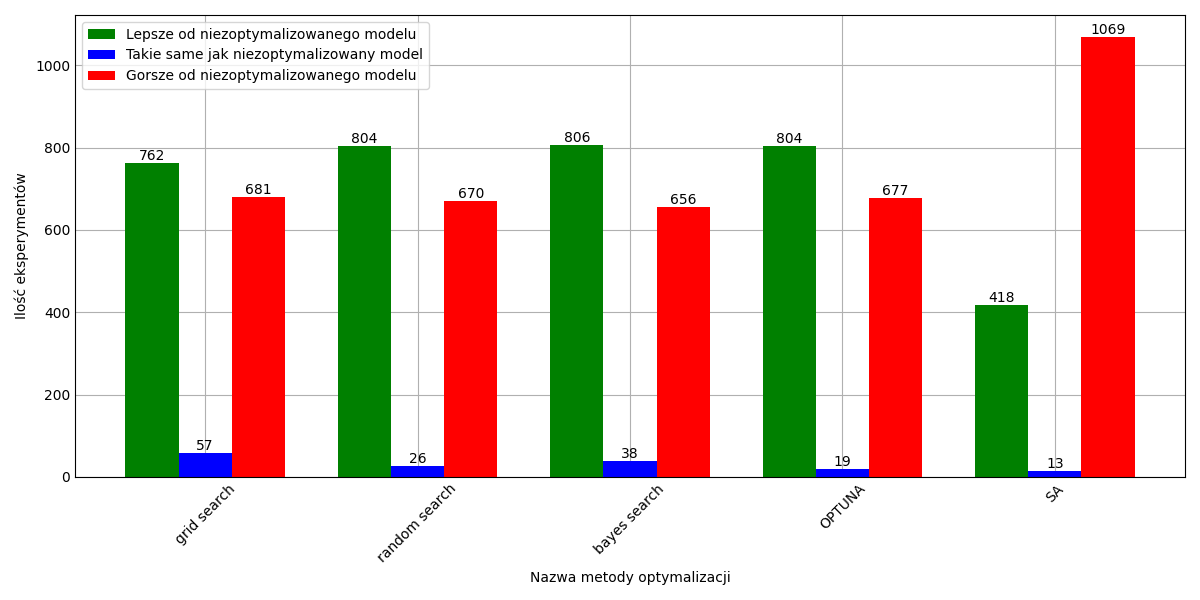 Lepsze od niezoptymalizowanego modelu
Takie same jak niezoptymalizowany model
Gorsze od niezoptymalizowanego modelu
Ilość eksperymentów
1000
800
600
400
200
0
762
57
681
804
26
670
806
38
656
804
19
677
418
13
1069
grid search
random search
bayes search
OPTUNA
SA
Nazwa metody optymalizacji